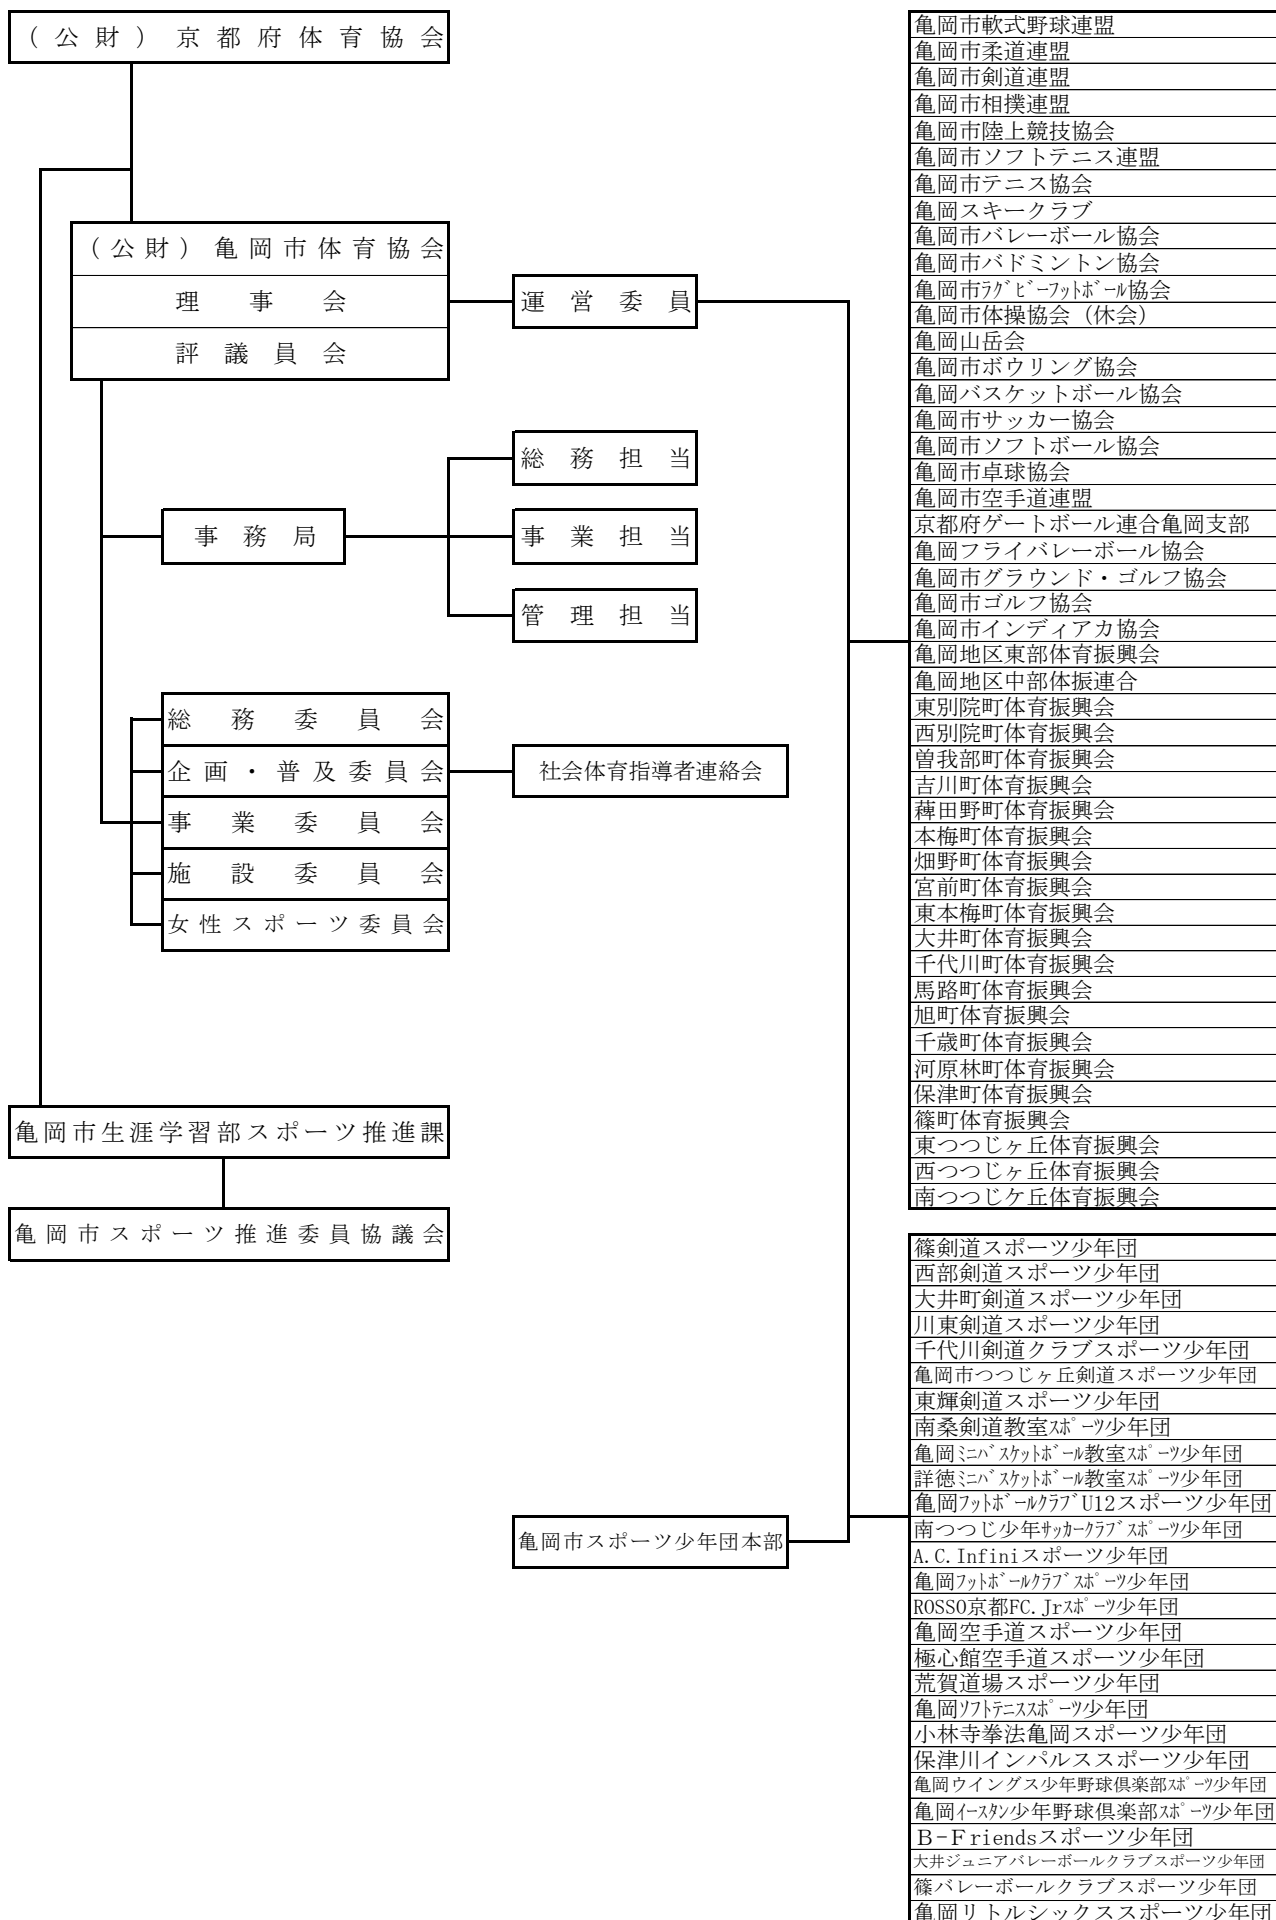 (公財)京都府体育協会
(公財)亀岡市体育協会
理事会
評議員会
運営委員
総務担当
事務局
事業担当
管理担当
総務委員会
企画・普及委員会
社会体育指導者連絡会
事業委員会
施設委員会
女性スポーツ委員会
亀岡市生涯学習部スポーツ推進課
亀岡市スポーツ推進委員協議会
亀岡市スポーツ少年団本部
亀岡市軟式野球連盟
亀岡市柔道連盟
亀岡市剣道連盟
亀岡市相撲連盟
亀岡市陸上競技協会
亀岡市ソフトテニス連盟
亀岡市テニス協会
亀岡スキークラブ
亀岡市バレーボール協会
亀岡市バドミントン協会
亀岡市ﾗｸﾞﾋﾞｰﾌｯﾄﾎﾞｰﾙ協会
亀岡市体操協会（休会）
亀岡山岳会
亀岡市ボウリング協会
亀岡バスケットボール協会
亀岡市サッカー協会
亀岡市ソフトボール協会
亀岡市卓球協会
亀岡市空手道連盟
京都府ゲートボール連合亀岡支部
亀岡フライバレーボール協会
亀岡市グラウンド・ゴルフ協会
亀岡市ゴルフ協会
亀岡市インディアカ協会
亀岡地区東部体育振興会
亀岡地区中部体振連合
東別院町体育振興会
西別院町体育振興会
曽我部町体育振興会
吉川町体育振興会
薭田野町体育振興会
本梅町体育振興会
畑野町体育振興会
宮前町体育振興会
東本梅町体育振興会
大井町体育振興会
千代川町体育振興会
馬路町体育振興会
旭町体育振興会
千歳町体育振興会
河原林町体育振興会
保津町体育振興会
篠町体育振興会
東つつじヶ丘体育振興会
西つつじヶ丘体育振興会
南つつじケ丘体育振興会
篠剣道スポーツ少年団
西部剣道スポーツ少年団
大井町剣道スポーツ少年団
川東剣道スポーツ少年団
千代川剣道クラブスポーツ少年団
亀岡市つつじヶ丘剣道スポーツ少年団
東輝剣道スポーツ少年団
南桑剣道教室ｽﾎﾟｰﾂ少年団
亀岡ﾐﾆﾊﾞｽｹｯﾄﾎﾞｰﾙ教室ｽﾎﾟｰﾂ少年団
詳徳ﾐﾆﾊﾞｽｹｯﾄﾎﾞｰﾙ教室ｽﾎﾟｰﾂ少年団
亀岡ﾌｯﾄﾎﾞｰﾙｸﾗﾌﾞU12スポーツ少年団
南つつじ少年ｻｯｶｰｸﾗﾌﾞｽﾎﾟｰﾂ少年団
A.C.Infiniスポーツ少年団
亀岡ﾌｯﾄﾎﾞｰﾙｸﾗﾌﾞｽﾎﾟｰﾂ少年団
ROSSO京都FC.Jrｽﾎﾟｰﾂ少年団
亀岡空手道スポーツ少年団
極心館空手道スポーツ少年団
荒賀道場スポーツ少年団
亀岡ｿﾌﾄﾃﾆｽｽﾎﾟｰﾂ少年団
小林寺拳法亀岡スポーツ少年団
保津川インパルススポーツ少年団
亀岡ウイングス少年野球倶楽部ｽﾎﾟｰﾂ少年団
亀岡ｲｰｽﾀﾝ少年野球倶楽部ｽﾎﾟｰﾂ少年団
Ｂ-Ｆriendsスポーツ少年団
大井ジュニアバレーボールクラブスポーツ少年団
篠バレーボールクラブスポーツ少年団
亀岡リトルシックススポーツ少年団